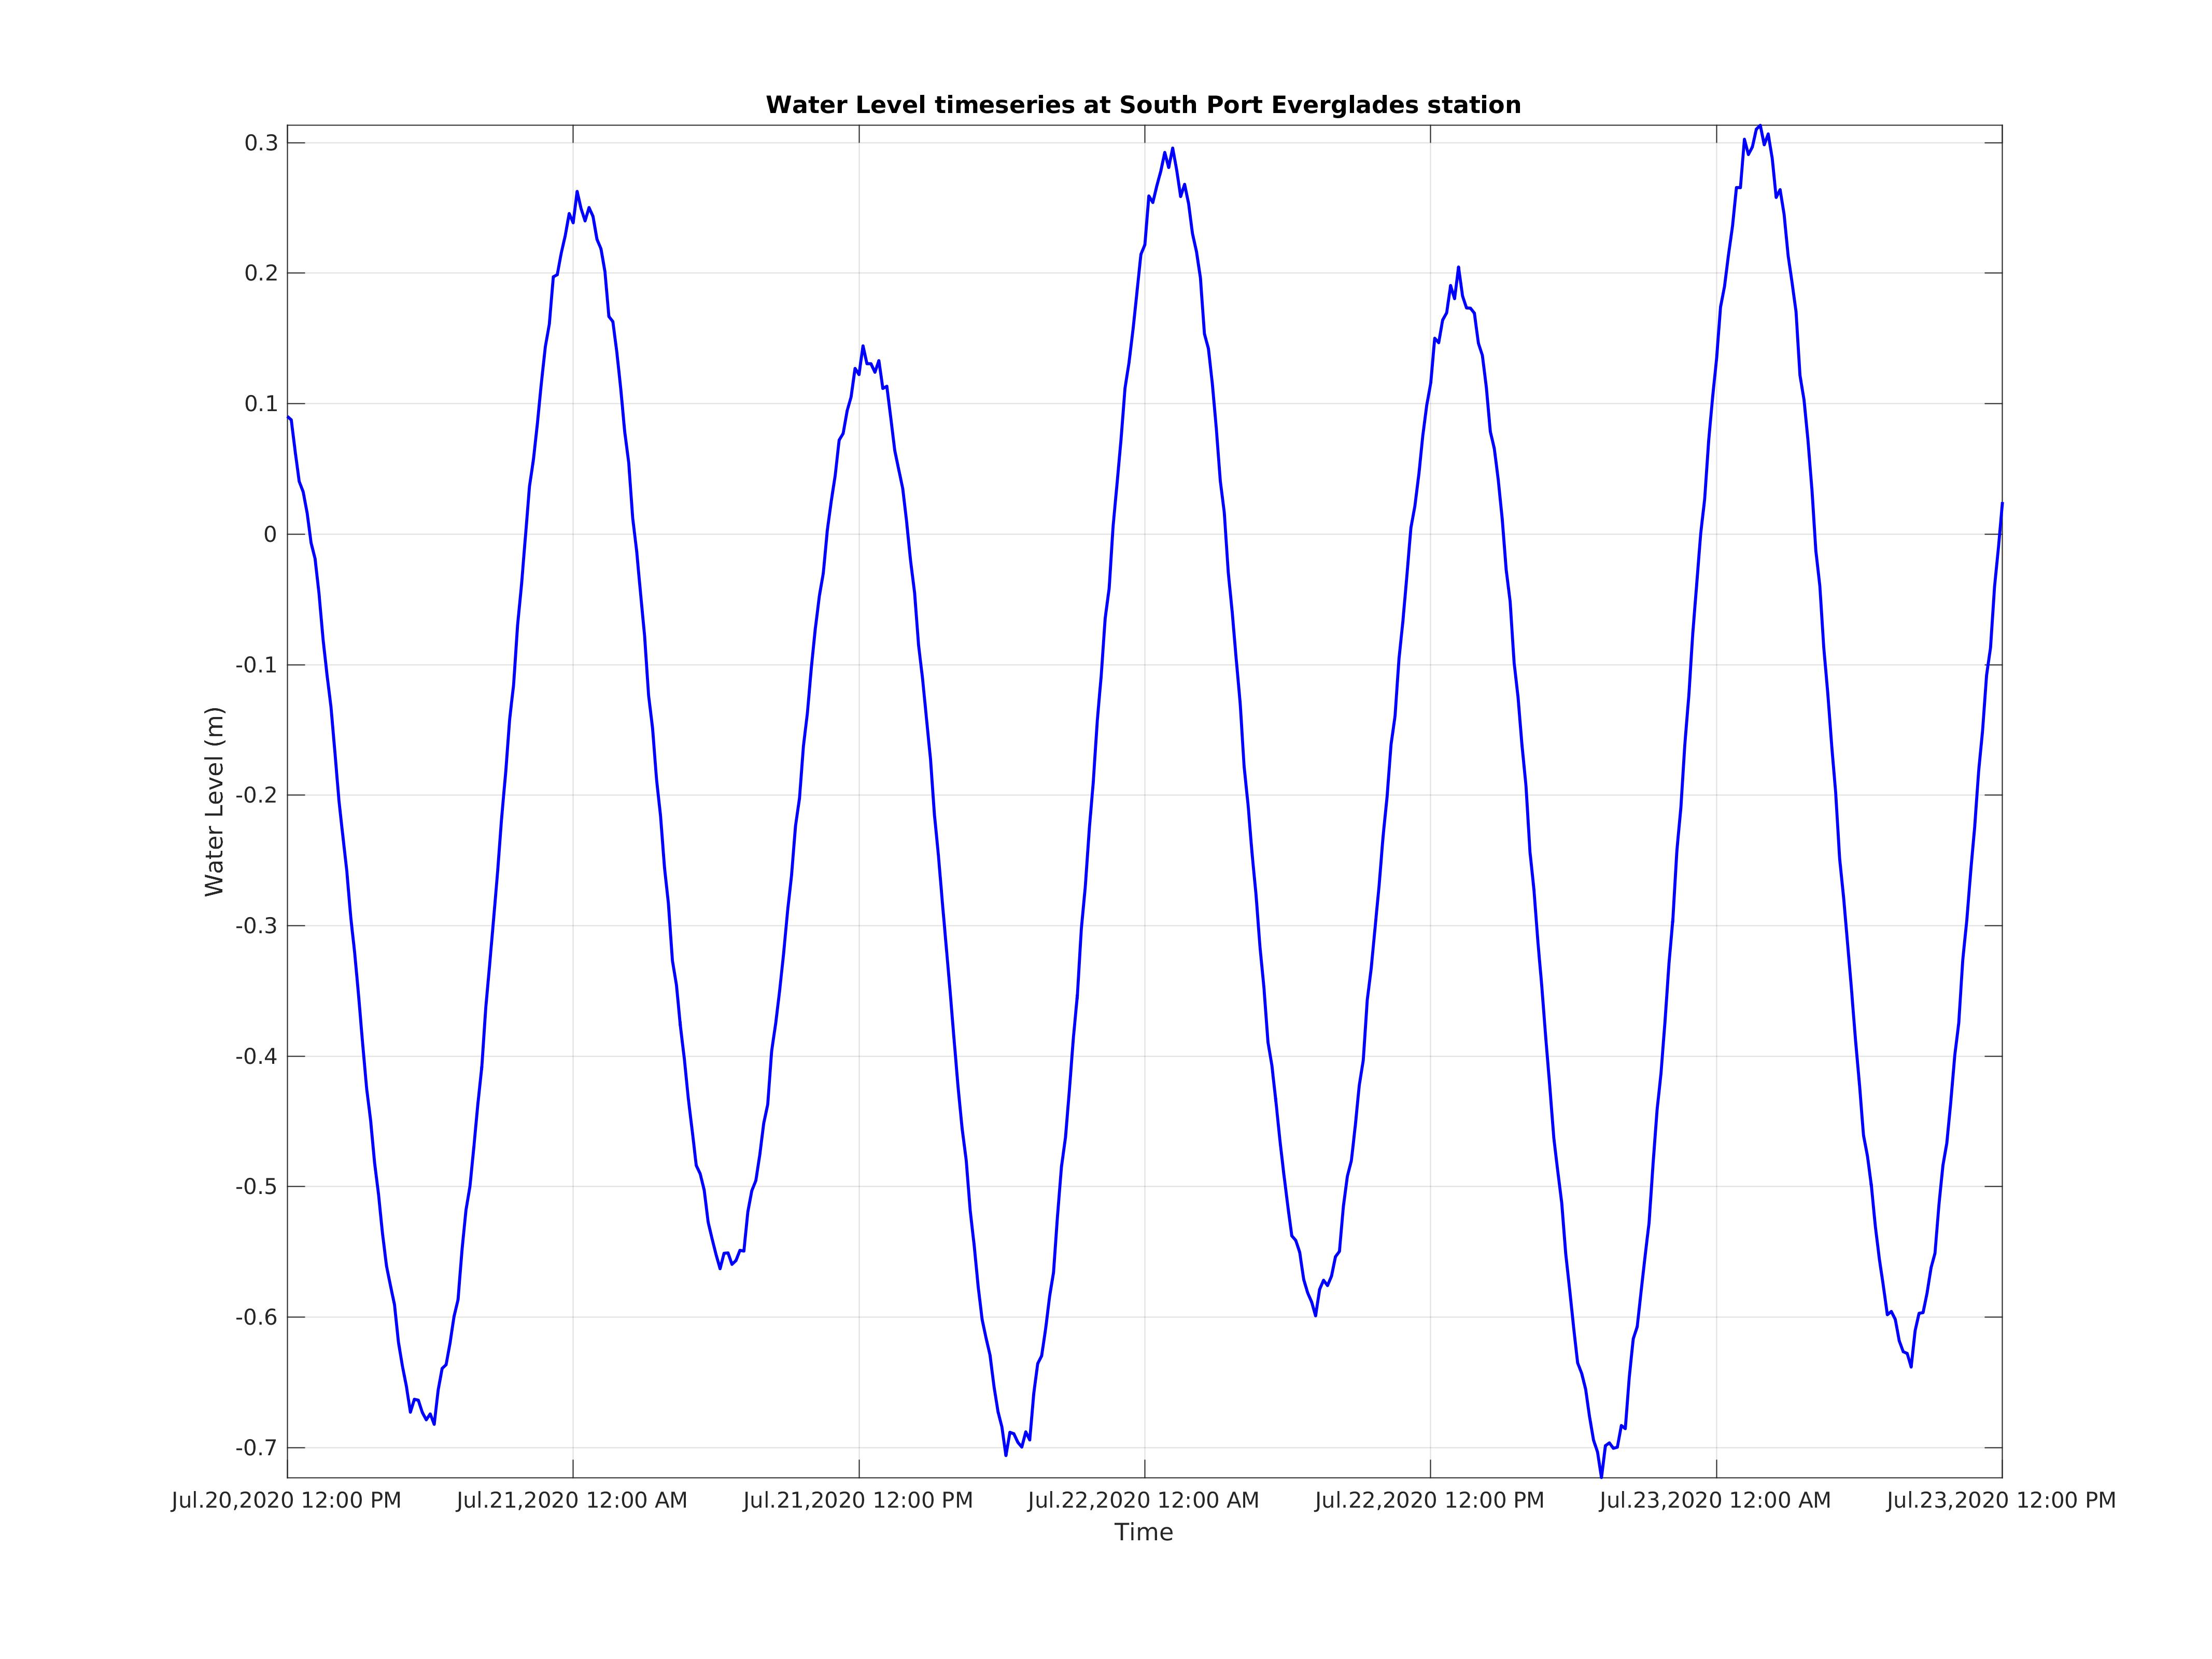 Water Level timeseries at South Port Everglades station
0.3
0.2
0.1
0
-0.1
-0.2
-0.3
-0.4
-0.5
-0.6
-0.7
Water Level (m)
Jul.20,2020 12:00 PM
Jul.21,2020 12:00 AM
Jul.21,2020 12:00 PM
Jul.22,2020 12:00 AM
Jul.22,2020 12:00 PM
Jul.23,2020 12:00 AM
Jul.23,2020 12:00 PM
Time